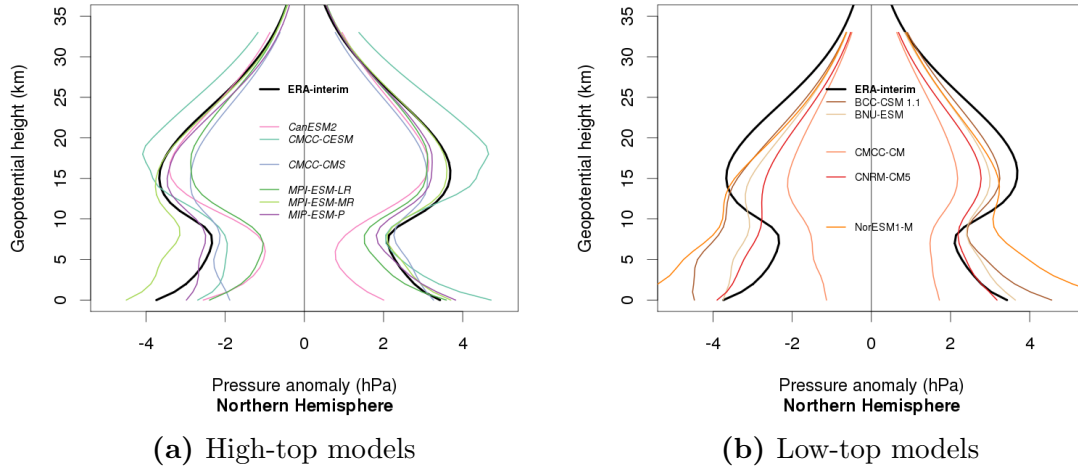 Geopotential height (km)
35
30
25
20
15
10
5
0
ERA-interim
CanESM2
CMCC-CESM
CMCC-CMS
MPI-ESM-LR
MPI-ESM-MR
MIP-ESM-P
-4
-2
0
2
4
Pressure anomaly (hPa)
Northern Hemisphere
(a) High-top models
Geopotential height (km)
35
30
25
20
15
10
5
0
ERA-interim
BCC-CSM 1.1
BNU-ESM
CMCC-CM
CNRM-CM5
NorESM1-M
-4
-2
0
2
4
Pressure anomaly (hPa)
Northern Hemisphere
(b) Low-top models